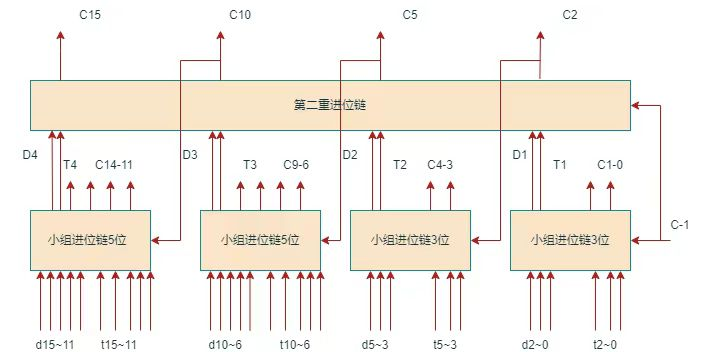 C15 C10 C5 C2
第二重进位链
D4 T4 C14-11 D3 T3 C9-6 D2 T2 C4-3 D1 T1 C1-0
C-1
小组进位链5位 小组进位链5位 小组进位链3位 小组进位链3位
d15~11 t15~11 d10~6 t10~6 d5~3 t5~3 d2~0 t2~0